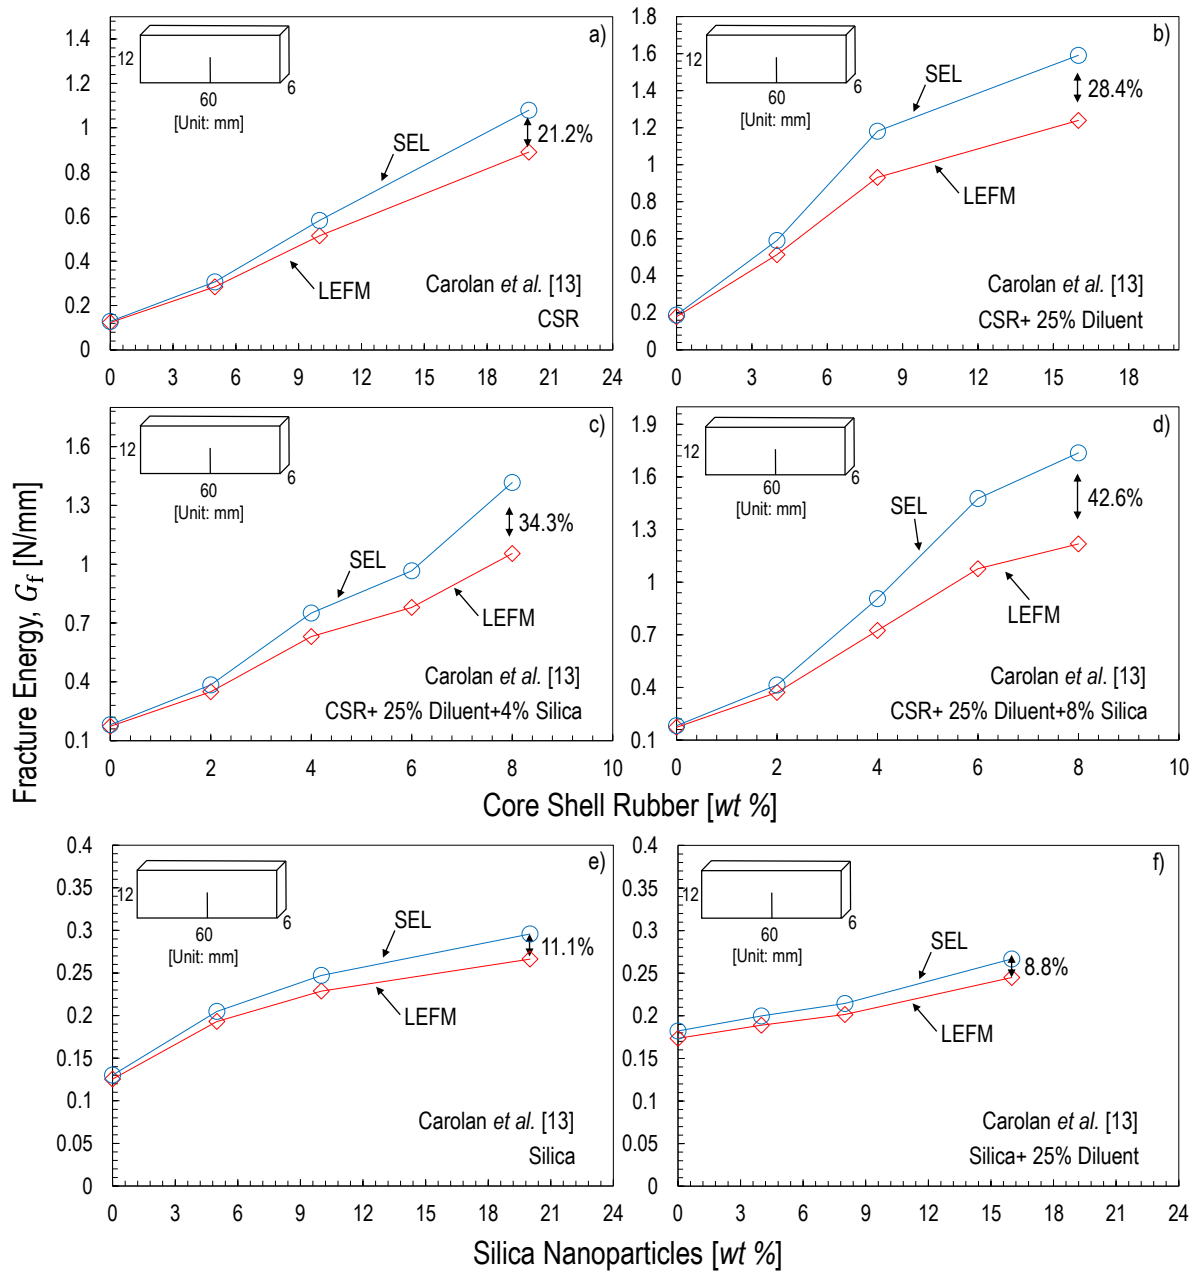 Fracture Energy, G_f [N/mm]
a)
1.4
1.2
1
0.8
0.6
0.4
0.2
0
12
60
6
[Unit: mm]
SEL
21.2%
LEFM
Carolan et al. [13]
CSR
0 3 6 9 12 15 18 21 24
b)
1.8
1.6
1.4
1.2
1
0.8
0.6
0.4
0.2
0
12
60
6
[Unit: mm]
SEL
28.4%
LEFM
Carolan et al. [13]
CSR+ 25% Diluent
0 3 6 9 12 15 18
c)
1.6
1.3
1
0.7
0.4
0.1
12
60
6
[Unit: mm]
34.3%
SEL
LEFM
Carolan et al. [13]
CSR+ 25% Diluent+4% Silica
0 2 4 6 8 10
d)
1.9
1.6
1.3
1
0.7
0.4
0.1
12
60
6
[Unit: mm]
SEL
42.6%
LEFM
Carolan et al. [13]
CSR+ 25% Diluent+8% Silica
0 2 4 6 8 10
Core Shell Rubber [wt %]
e)
0.4
0.35
0.3
0.25
0.2
0.15
0.1
0.05
0
12
60
6
[Unit: mm]
SEL
11.1%
LEFM
Carolan et al. [13]
Silica
0 3 6 9 12 15 18 21 24
f)
0.4
0.35
0.3
0.25
0.2
0.15
0.1
0.05
0
12
60
6
[Unit: mm]
SEL
8.8%
LEFM
Carolan et al. [13]
Silica+ 25% Diluent
0 3 6 9 12 15 18 21 24
Silica Nanoparticles [wt %]